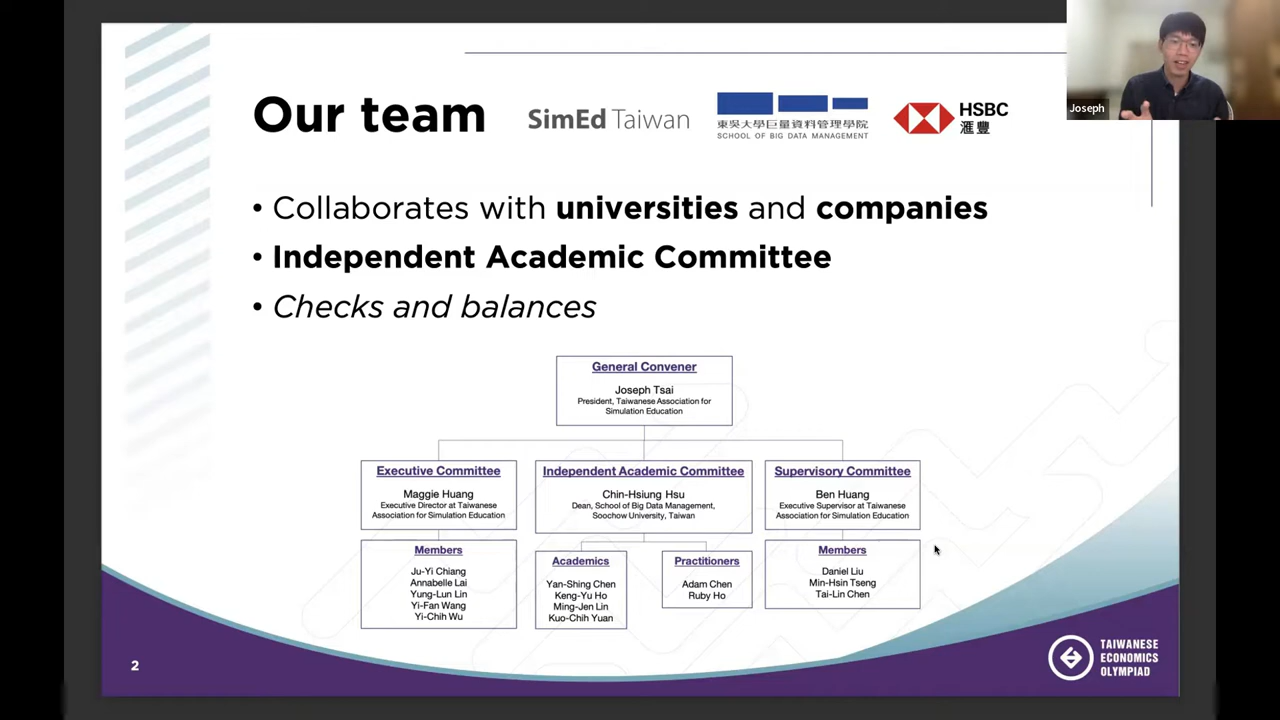 Our team
SimEd Taiwan
東吳大學巨量資料管理學院
SCHOOL OF BIG DATA MANAGEMENT
HSBC
滙豐
Joseph
• Collaborates with universities and companies
• Independent Academic Committee
• Checks and balances
General Convener
Joseph Tsai
President, Taiwanese Association for
Simulation Education
Executive Committee
Maggie Huang
Executive Director at Taiwanese
Association for Simulation Education
Members
Ju-Yi Chiang
Annabelle Lai
Yung-Lun Lin
Yi-Fan Wang
Yi-Chih Wu
Independent Academic Committee
Chin-Hsiung Hsu
Dean, School of Big Data Management,
Soochow University, Taiwan
Academics
Yan-Shing Chen
Keng-Yu Ho
Ming-Jen Lin
Kuo-Chih Yuan
Practitioners
Adam Chen
Ruby Ho
Supervisory Committee
Ben Huang
Executive Supervisor at Taiwanese
Association for Simulation Education
Members
Daniel Liu
Min-Hsin Tseng
Tai-Lin Chen
2
TAIWANESE
ECONOMICS
OLYMPIAD